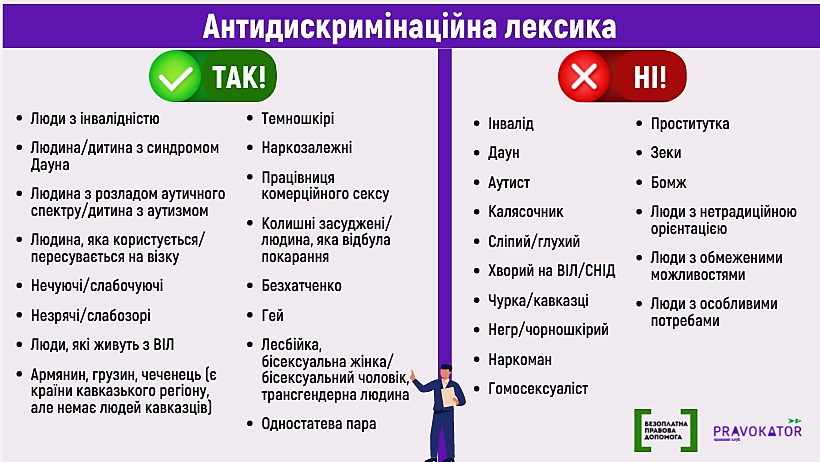 Антидискримінаційна лексика
ТАК!
Люди з інвалідністю
Людина/дитина з синдромом
Дауна
Людина з розладом аутичного
спектру/дитина з аутизмом
Людина, яка користується/
пересувається на візку
Нечуючі/слабочуючі
Незрячі/слабозорі
Люди, які живуть з ВІЛ
Армянин, грузин, чеченець (є
країни кавказького регіону,
але немає людей кавказців)
Темношкірі
Наркозалежні
Працівниця
комерційного сексу
Колишні засуджені/
людина, яка відбула
покарання
Безхатченко
Гей
Лесбійка,
бісексуальна жінка/
бісексуальний чоловік,
трансгендерна людина
Одностатева пара
НІ!
Інвалід
Даун
Аутист
Калясочник
Сліпий/глухий
Хворий на ВІЛ/СНІД
Чурка/кавказці
Негр/чорношкірий
Наркоман
Гомосексуаліст
Проститутка
Зеки
Бомж
Люди з нетрадиційною
орієнтацією
Люди з обмеженими
можливостями
Люди з особливими
потребами
БЕЗОПЛАТНА
ПРАВОВА
ДОПОМОГА
PRAVOKATOR
правовий клуб